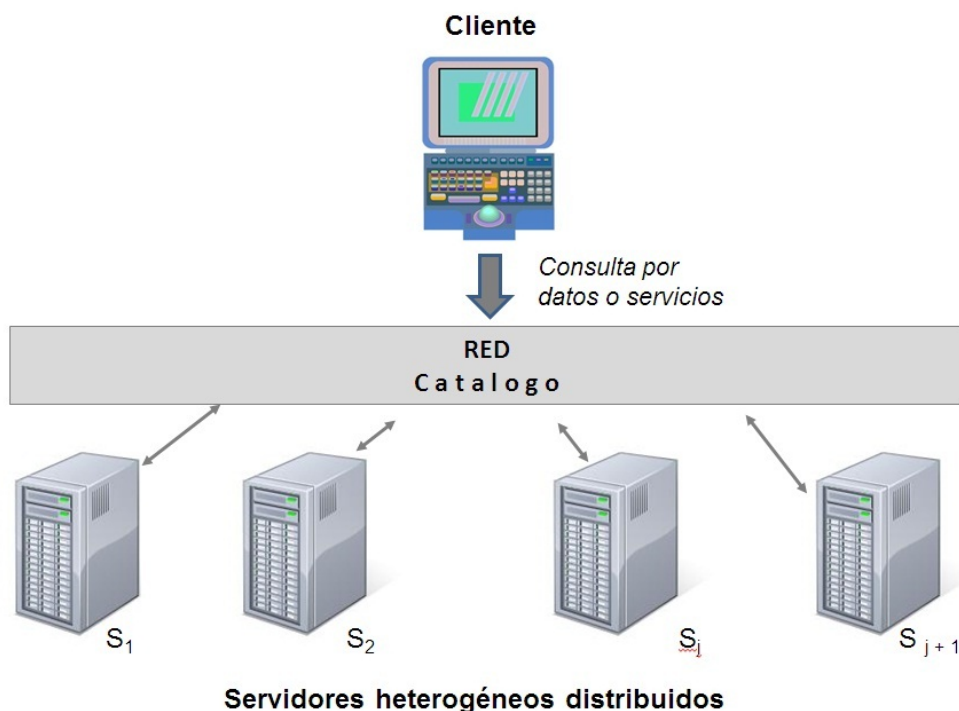 Cliente
Consulta por
datos o servicios
RED
Catalogo
S1
S2
Sj
S j + 1
Servidores heterogéneos distribuidos